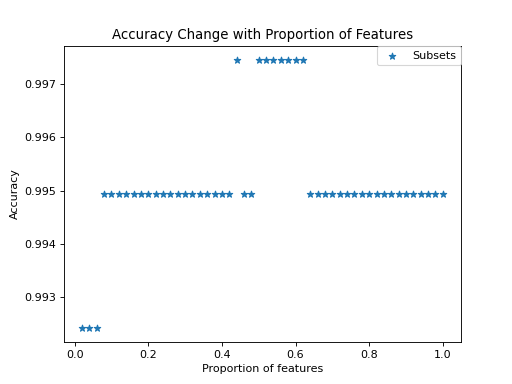 Accuracy Change with Proportion of Features
Subsets
0.997
0.996
0.995
0.994
0.993
Accuracy
0.0 0.2 0.4 0.6 0.8 1.0
Proportion of features